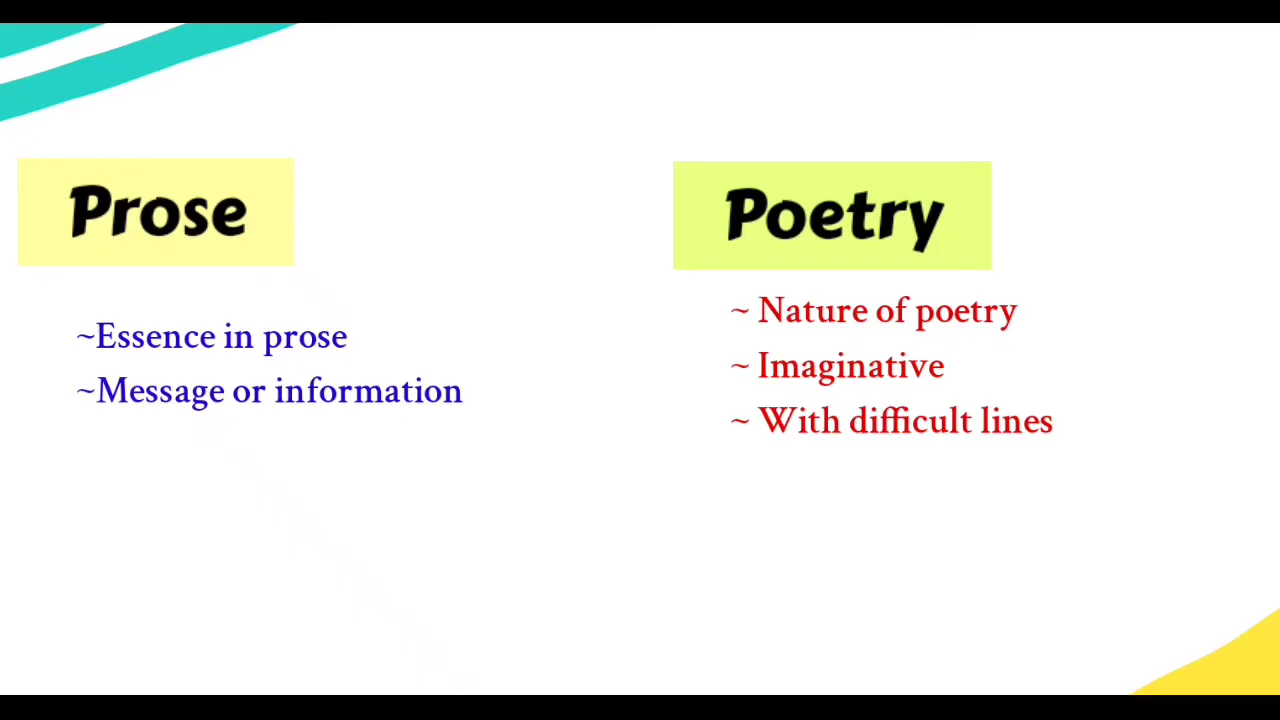 Prose
~Essence in prose
~Message or information
Poetry
~ Nature of poetry
~ Imaginative
~ With difficult lines